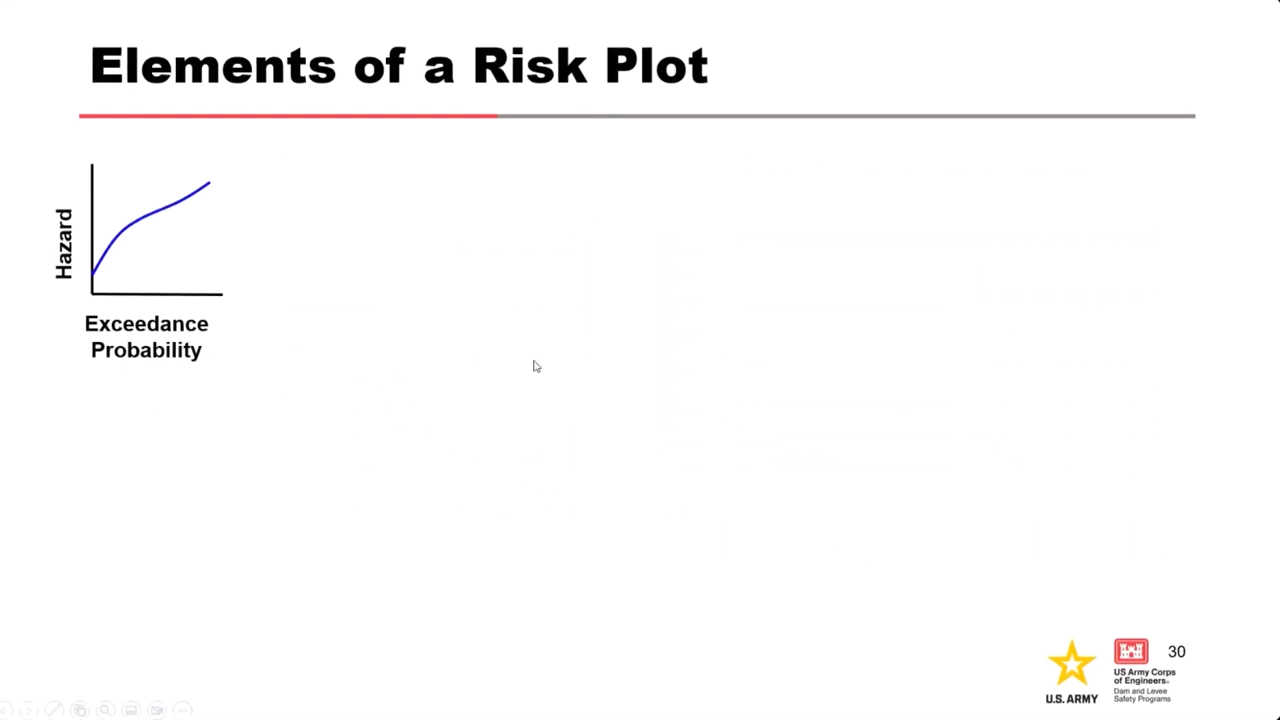 Elements of a Risk Plot
Hazard
Exceedance
Probability
30
US Army Corps
of Engineers®
Dam and Levee
Safety Programs
U.S. ARMY